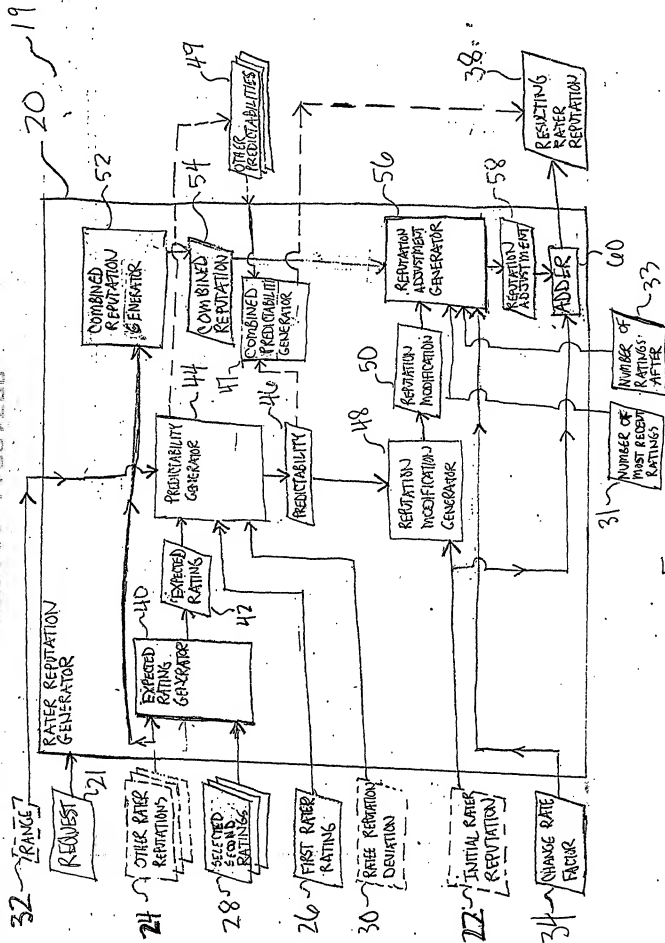 19
20
32
RANGE
REQUEST
21
RATER REPUTATION
GENERATOR
COMBINED
REPUTATION
GENERATOR
52
24
OTHER RATER
REPUTATIONS
EXPECTED
RATING
GENERATOR
40
EXPECTED
RATING
42
PREDICTABILITY
GENERATOR
44
COMBINED
REPUTATION
54
OTHER
PREDICTABILITIES
49
28
SELECTED
SECOND
RATINGS
PREDICTABILITY
46
COMBINED
PREDICTABILITY
GENERATOR
47
26
FIRST RATER
RATING
30
RATEE REPUTATION
DEVIATION
REPUTATION
MODIFICATION
GENERATOR
48
REPUTATION
MODIFICATION
50
REPUTATION
ADJUSTMENT
GENERATOR
56
22
INITIAL RATER
REPUTATION
REPUTATION
ADJUSTMENT
58
34
CHANGE RATE
FACTOR
ADDER
60
RESULTING
RATER
REPUTATION
38
31
NUMBER OF
MOST RECENT
RATINGS
NUMBER OF
RATINGS
AFTER
33